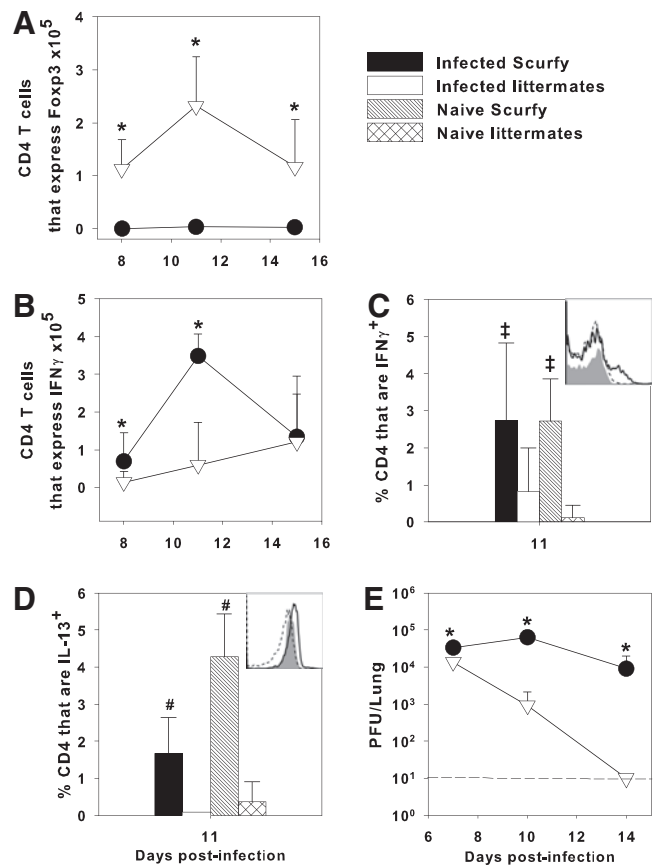 A
CD4 T cells
that express Foxp3 x10⁵
4
3
2
1
0
8 10 12 14 16
*
*
*
Infected Scurfy
Infected littermates
Naive Scurfy
Naive littermates
B
CD4 T cells
that express IFNγ x10⁵
5
4
3
2
1
0
8 10 12 14 16
*
*
C
% CD4 that are IFNγ⁺
6
5
4
3
2
1
0
11
‡
‡
D
% CD4 that are IL-13⁺
6
5
4
3
2
1
0
11
Days post-infection
#
#
E
PFU/Lung
10⁶
10⁵
10⁴
10³
10²
10¹
10⁰
6 8 10 12 14
Days post-infection
*
*
*